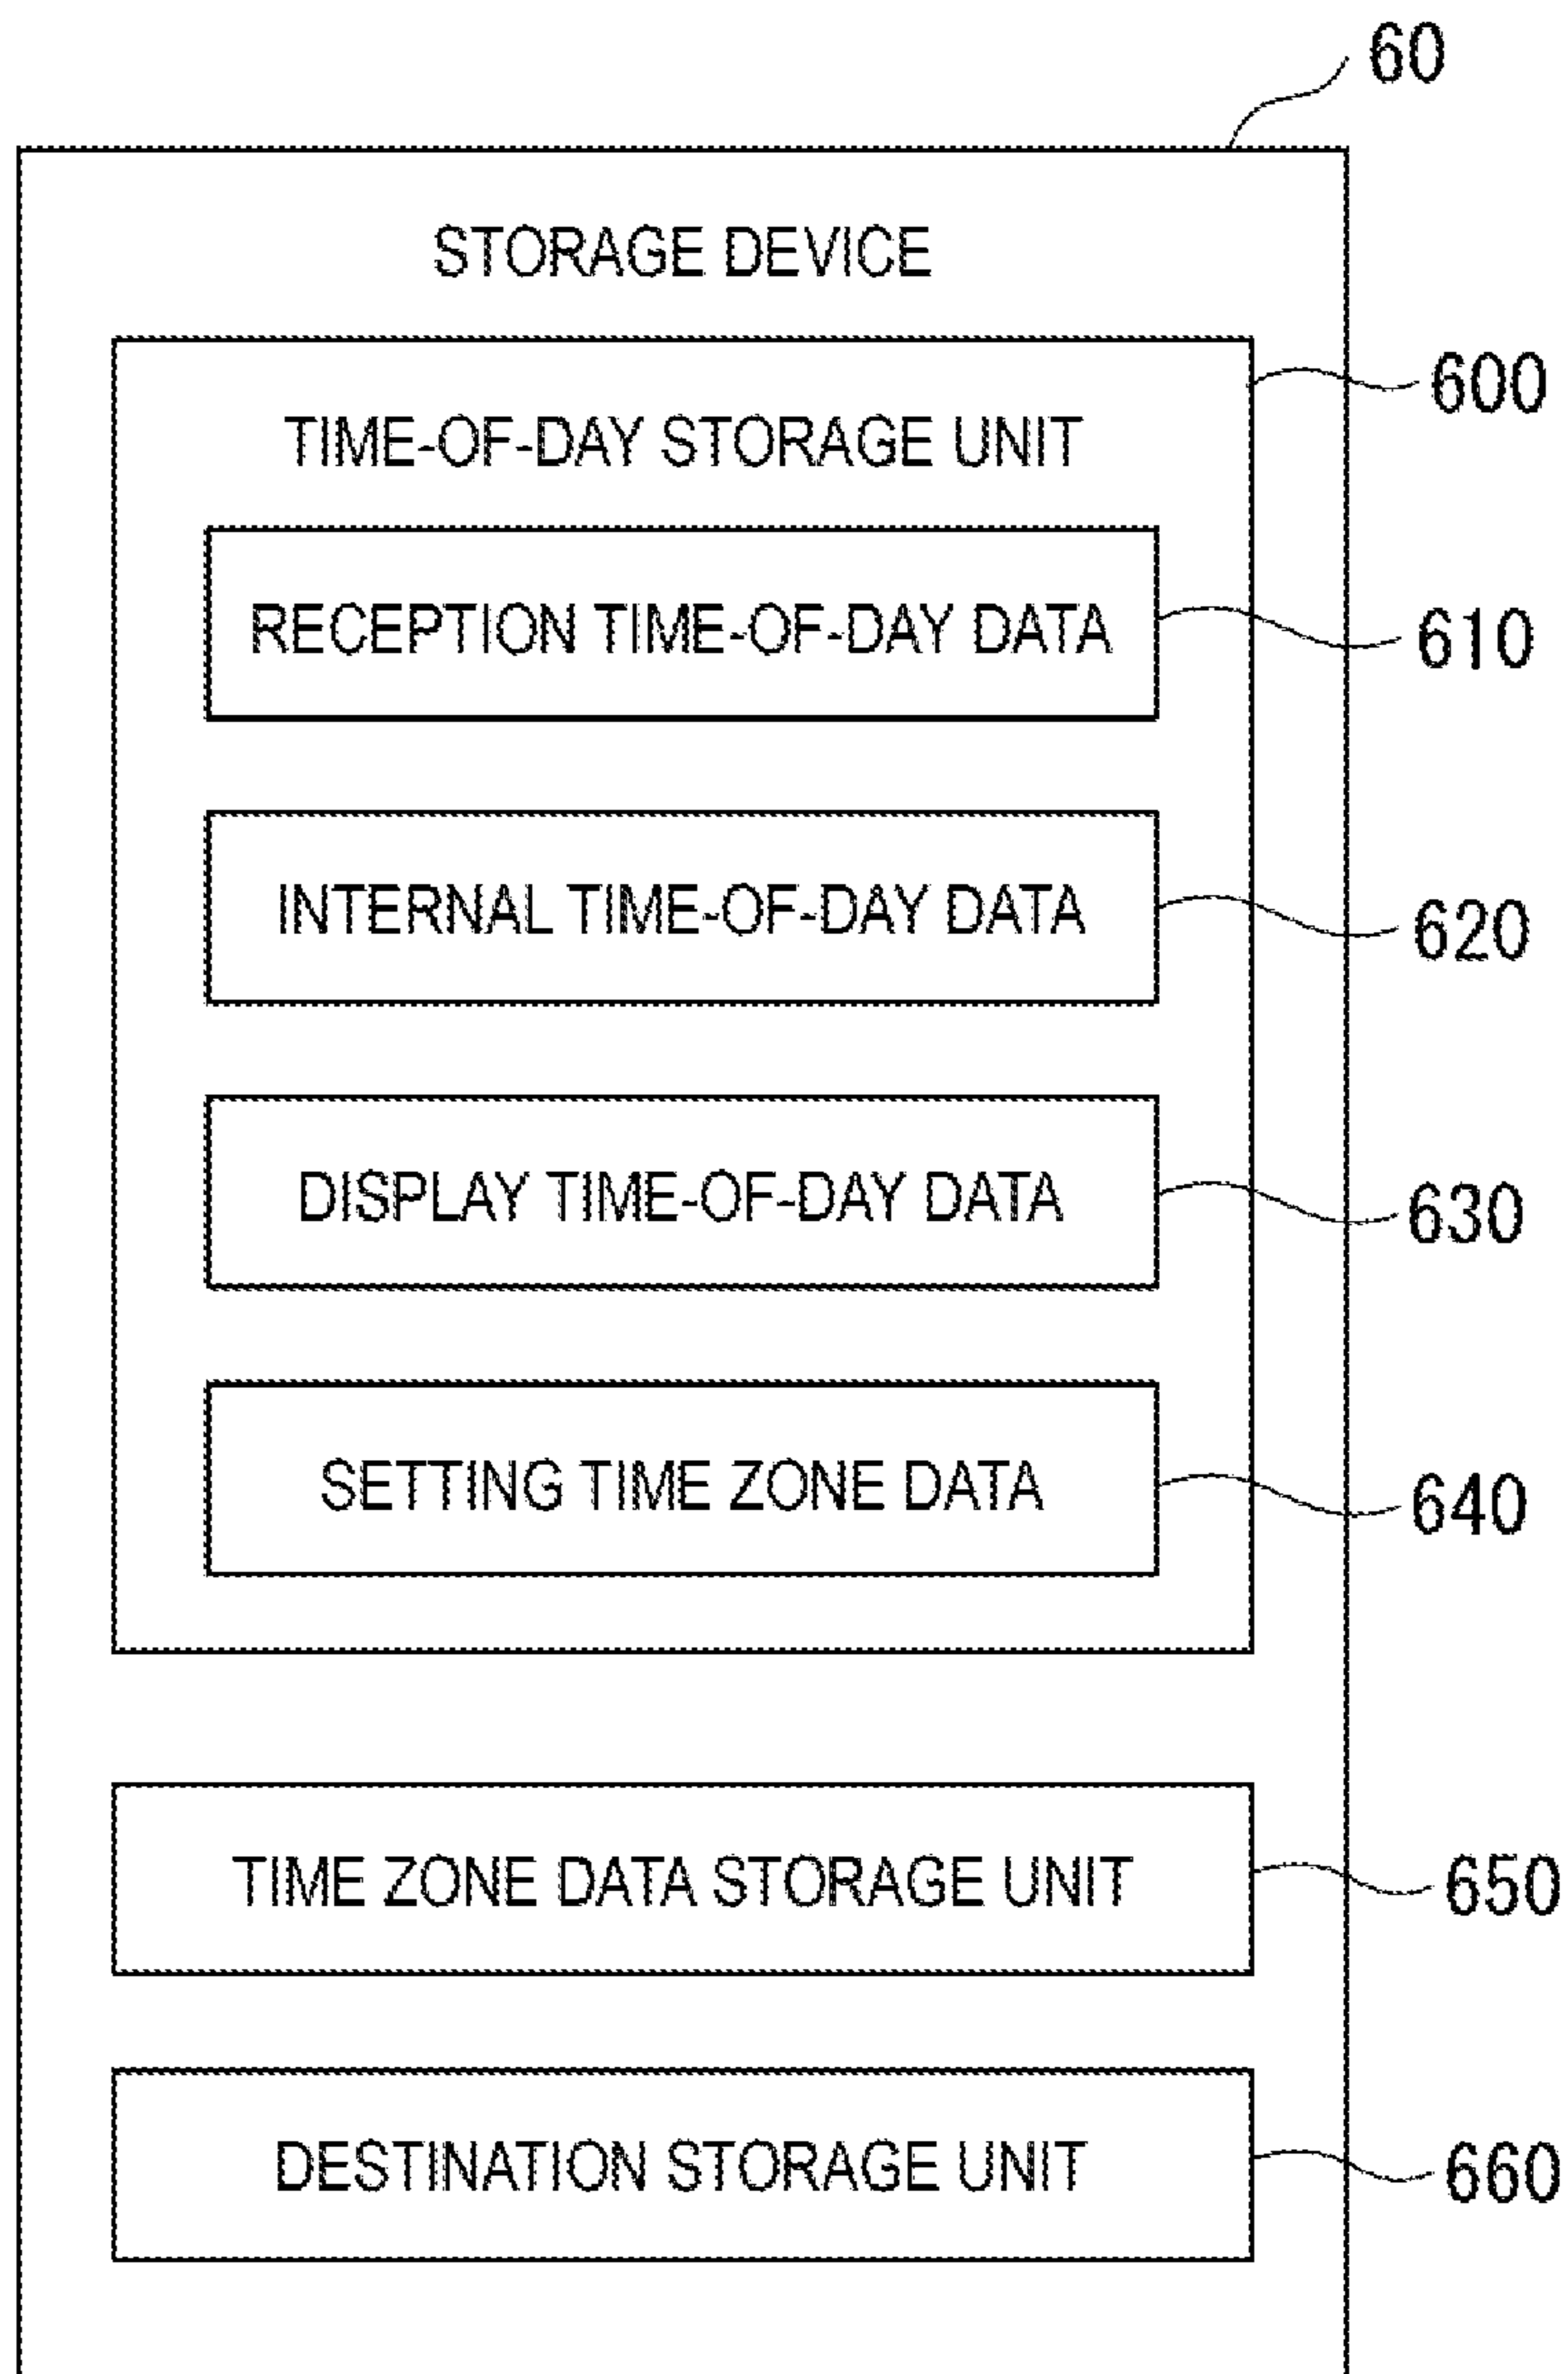 60
STORAGE DEVICE
600
TIME-OF-DAY STORAGE UNIT
RECEPTION TIME-OF-DAY DATA
610
INTERNAL TIME-OF-DAY DATA
620
DISPLAY TIME-OF-DAY DATA
630
SETTING TIME ZONE DATA
640
TIME ZONE DATA STORAGE UNIT
650
DESTINATION STORAGE UNIT
660